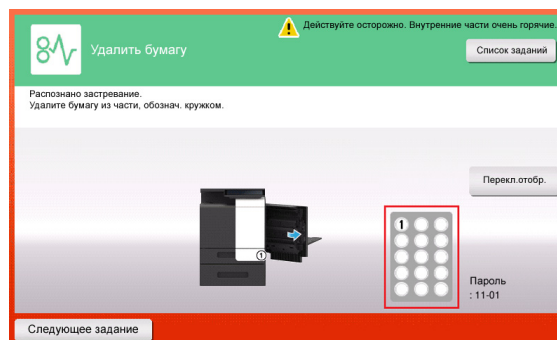 Действуйте осторожно. Внутренние части очень горячие.
Удалить бумагу
Список заданий
Распознано застревание.
Удалите бумагу из части, обознач. кружком.
Перекл.отобр.
1
1
Пароль
: 11-01
Следующее задание